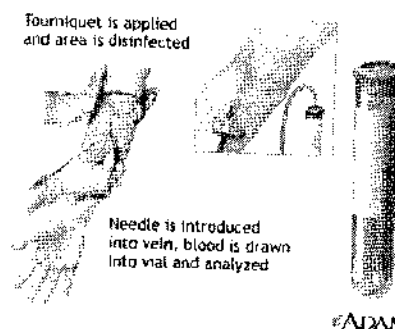 Tourniquet is applied
and area is disinfected
Needle is introduced
into vein, blood is drawn
into vial and analyzed
ADAM